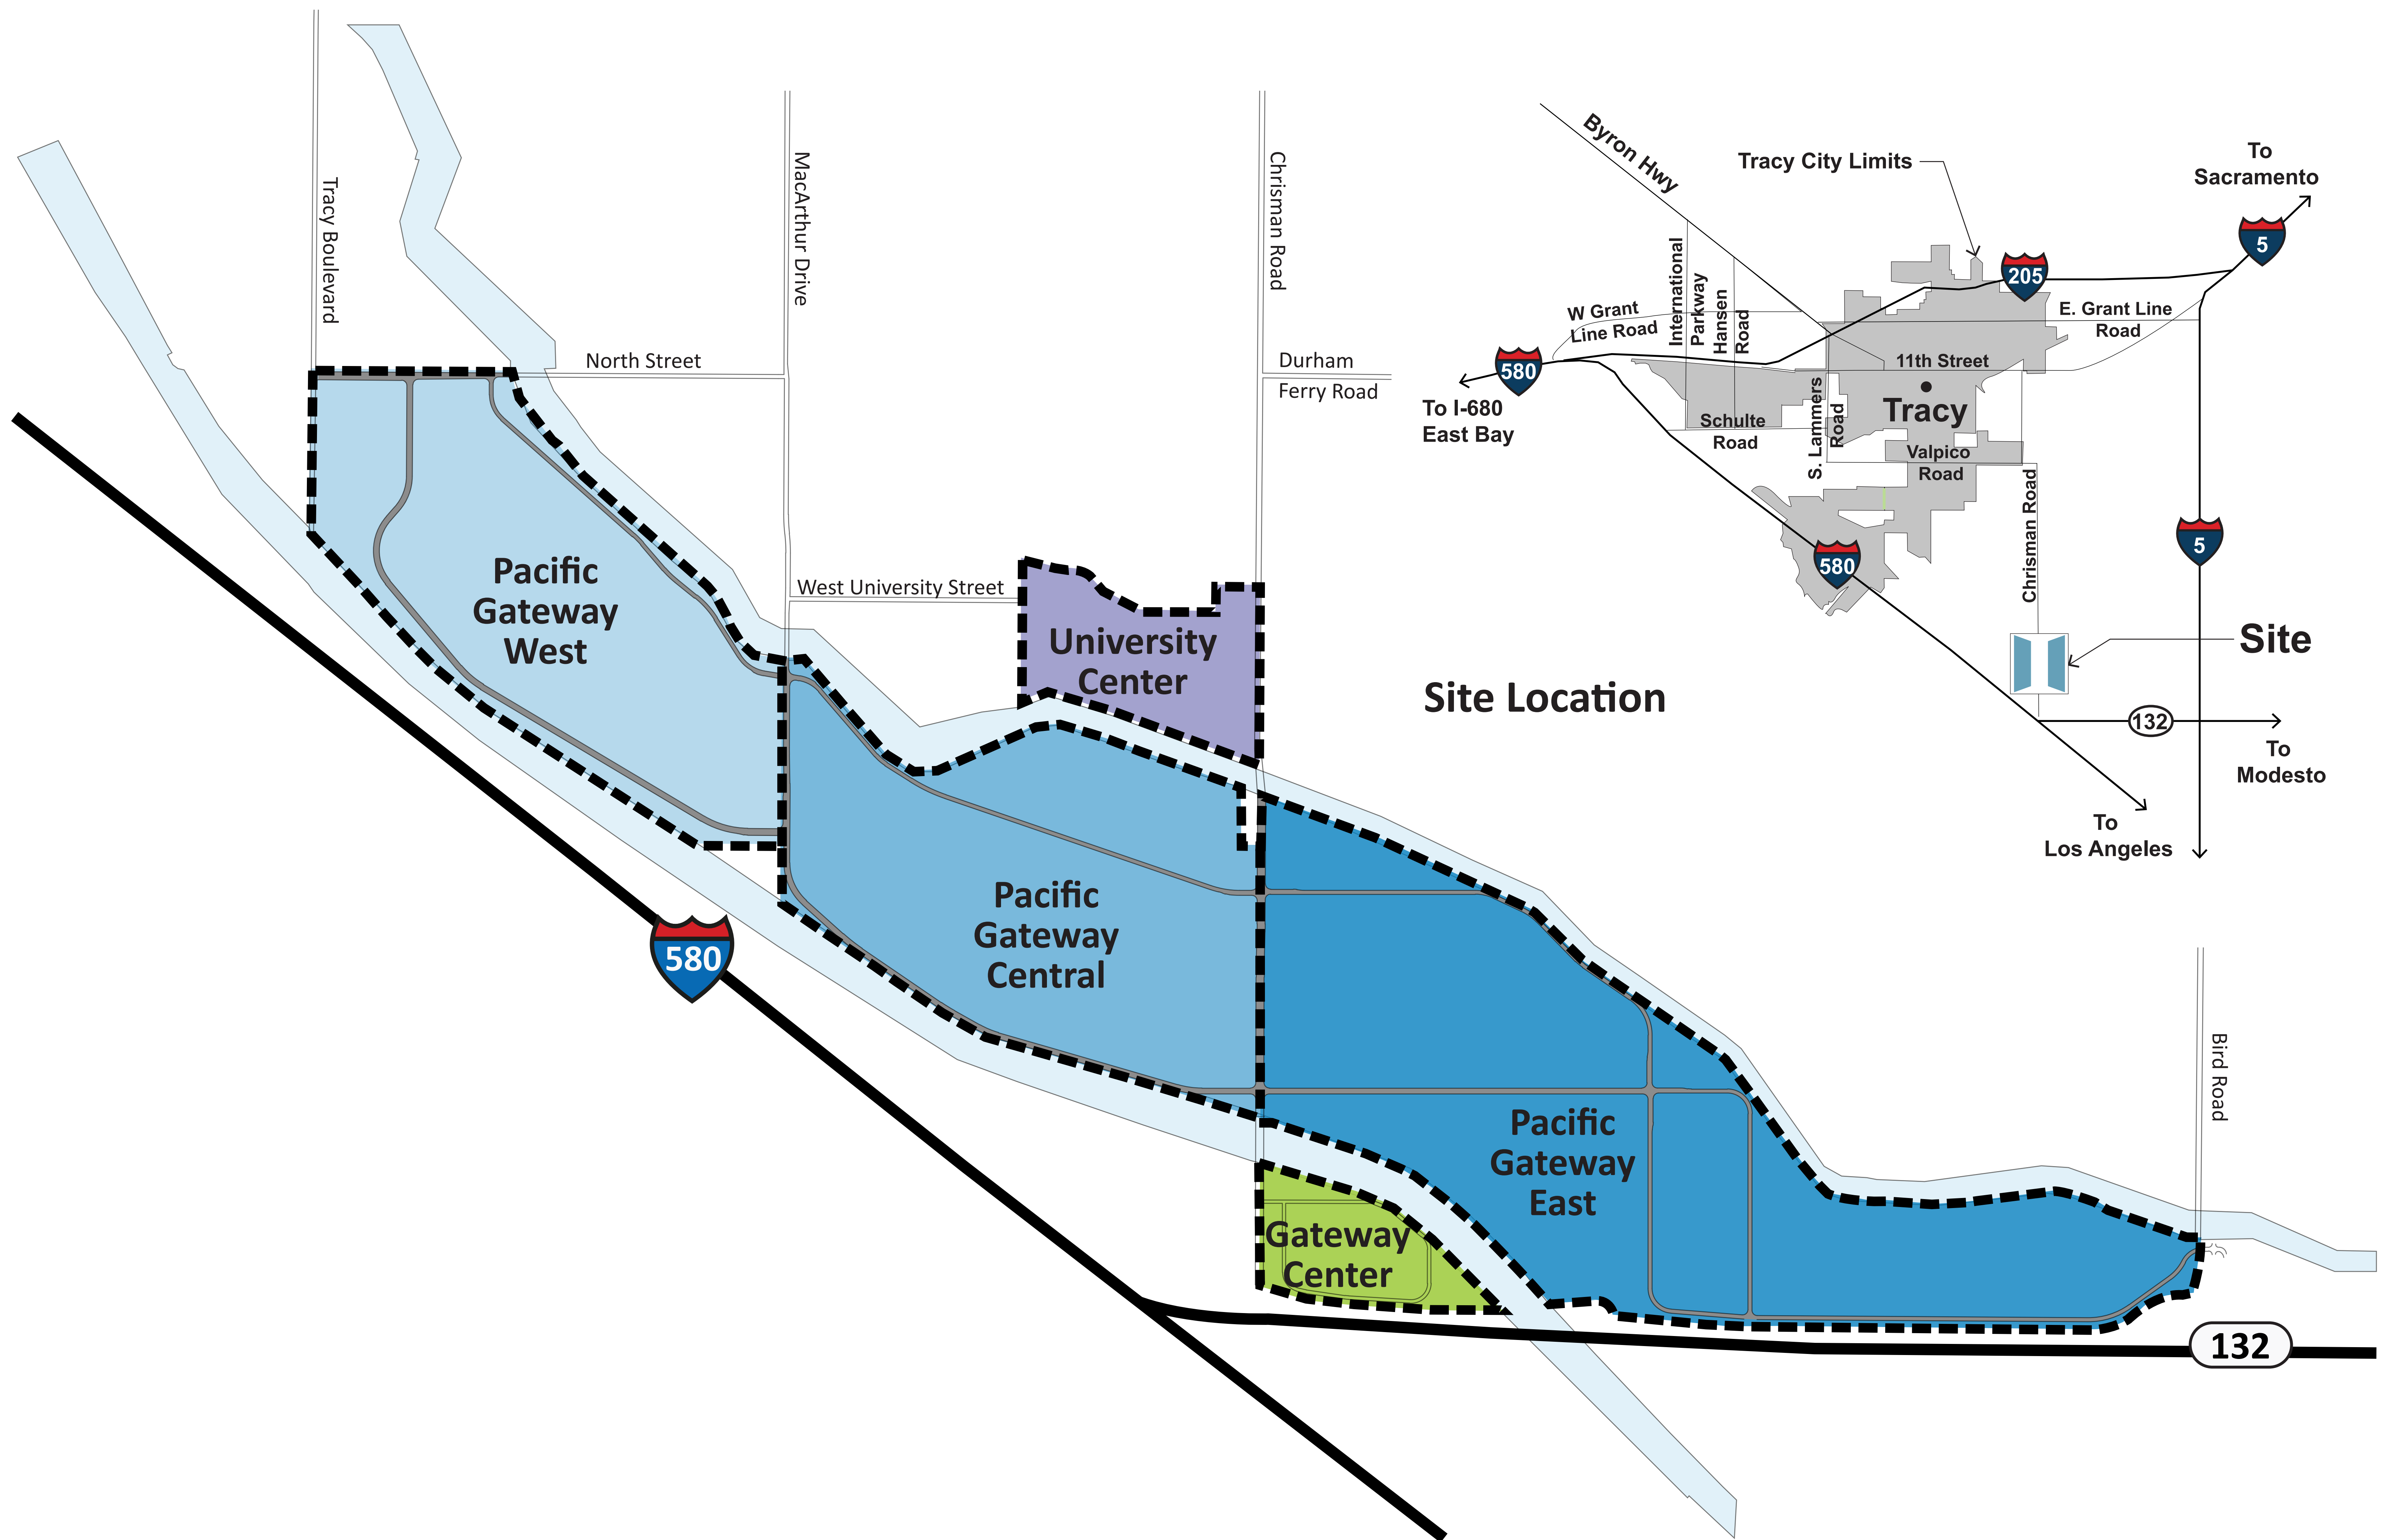 Tracy Boulevard
MacArthur Drive
Chrisman Road
North Street
Durham
Ferry Road
West University Street
University
Center
Pacific
Gateway
West
Pacific
Gateway
Central
Pacific
Gateway
East
Gateway
Center
580
132
Bird Road
Site Location
Byron Hwy
Tracy City Limits
To
Sacramento
5
205
International
Parkway
Hansen
Road
W Grant
Line Road
E. Grant Line
Road
580
To I-680
East Bay
11th Street
Tracy
Schulte
Road
S. Lammers
Road
Valpico
Road
Chrisman Road
5
580
Site
132
To
Modesto
To
Los Angeles